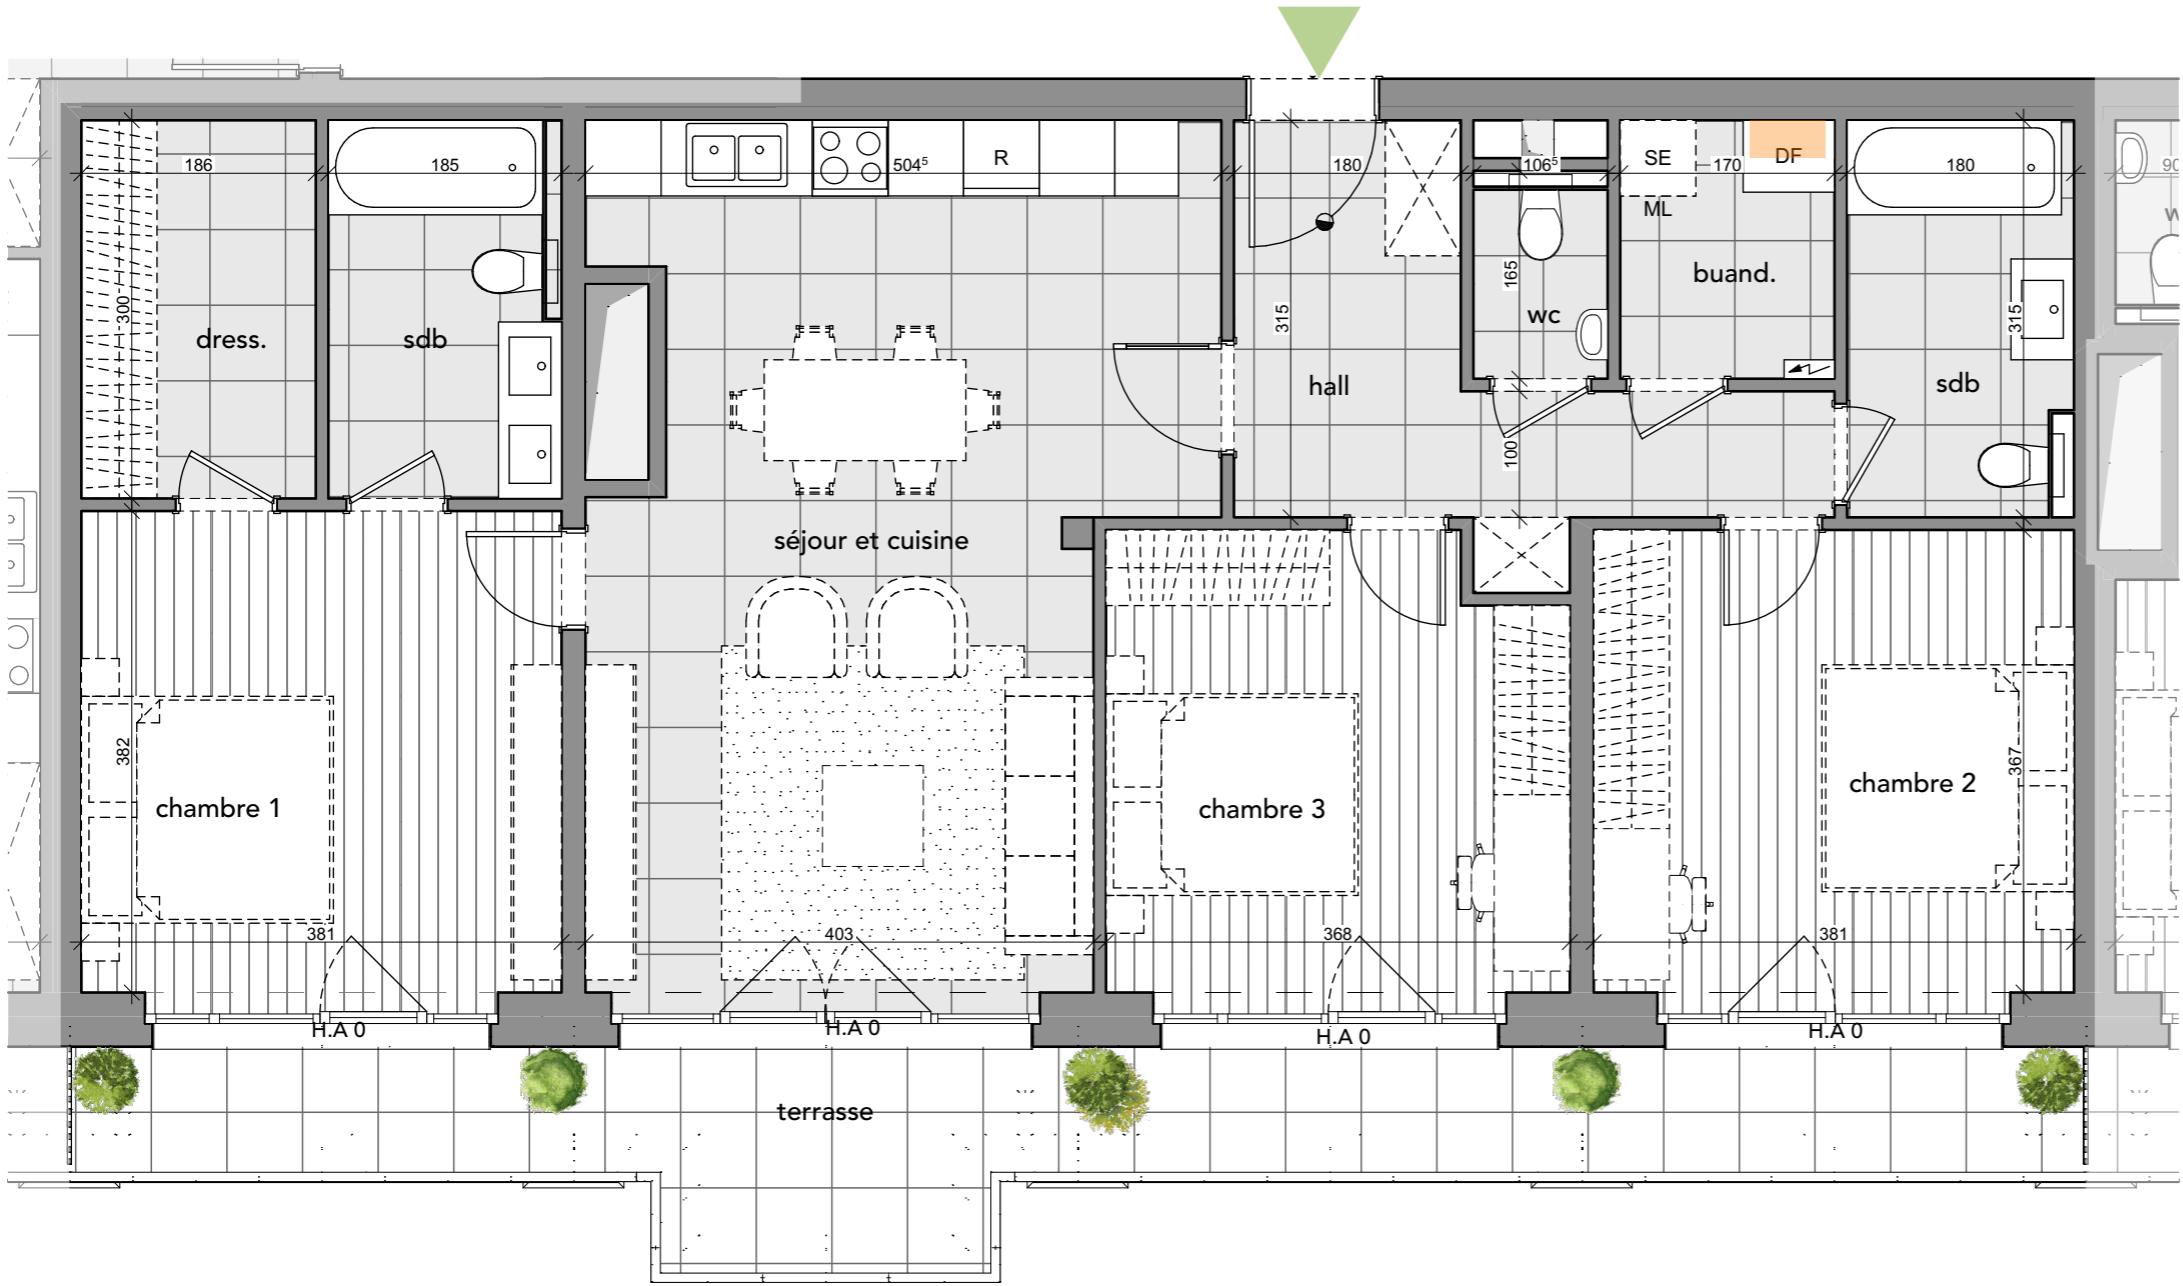 186
185
504⁵
R
180
106⁵
SE
170
DF
180
90
ML
w
buand.
165
300
315
315
wc
dress.
sdb
hall
sdb
100
séjour et cuisine
382
367
chambre 1
chambre 3
chambre 2
381
403
368
381
H.A 0
H.A 0
H.A 0
H.A 0
terrasse